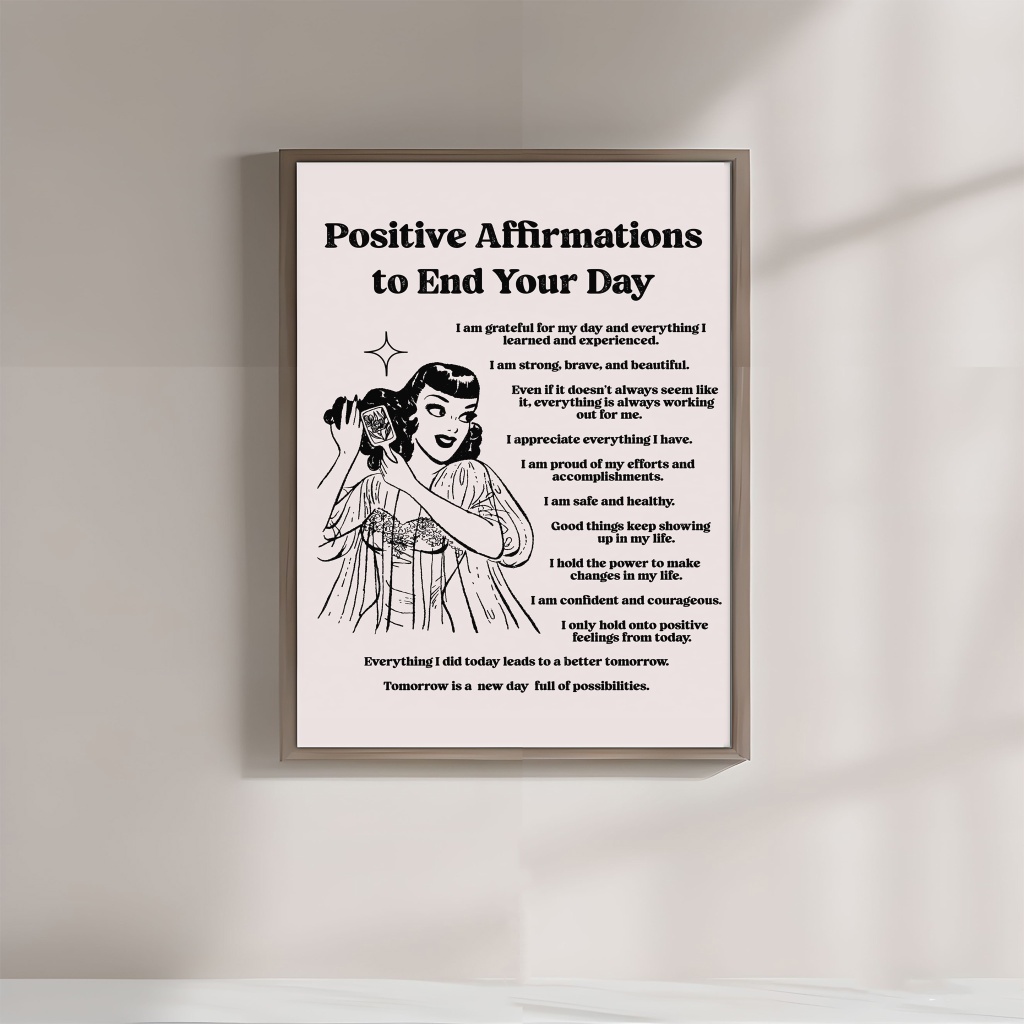 Positive Affirmations
to End Your Day
I am grateful for my day and everything I
learned and experienced.
I am strong, brave, and beautiful.
Even if it doesn't always seem like
it, everything is always working
out for me.
I appreciate everything I have.
I am proud of my efforts and
accomplishments.
I am safe and healthy.
Good things keep showing
up in my life.
I hold the power to make
changes in my life.
I am confident and courageous.
I only hold onto positive
feelings from today.
Everything I did today leads to a better tomorrow.
Tomorrow is a new day full of possibilities.